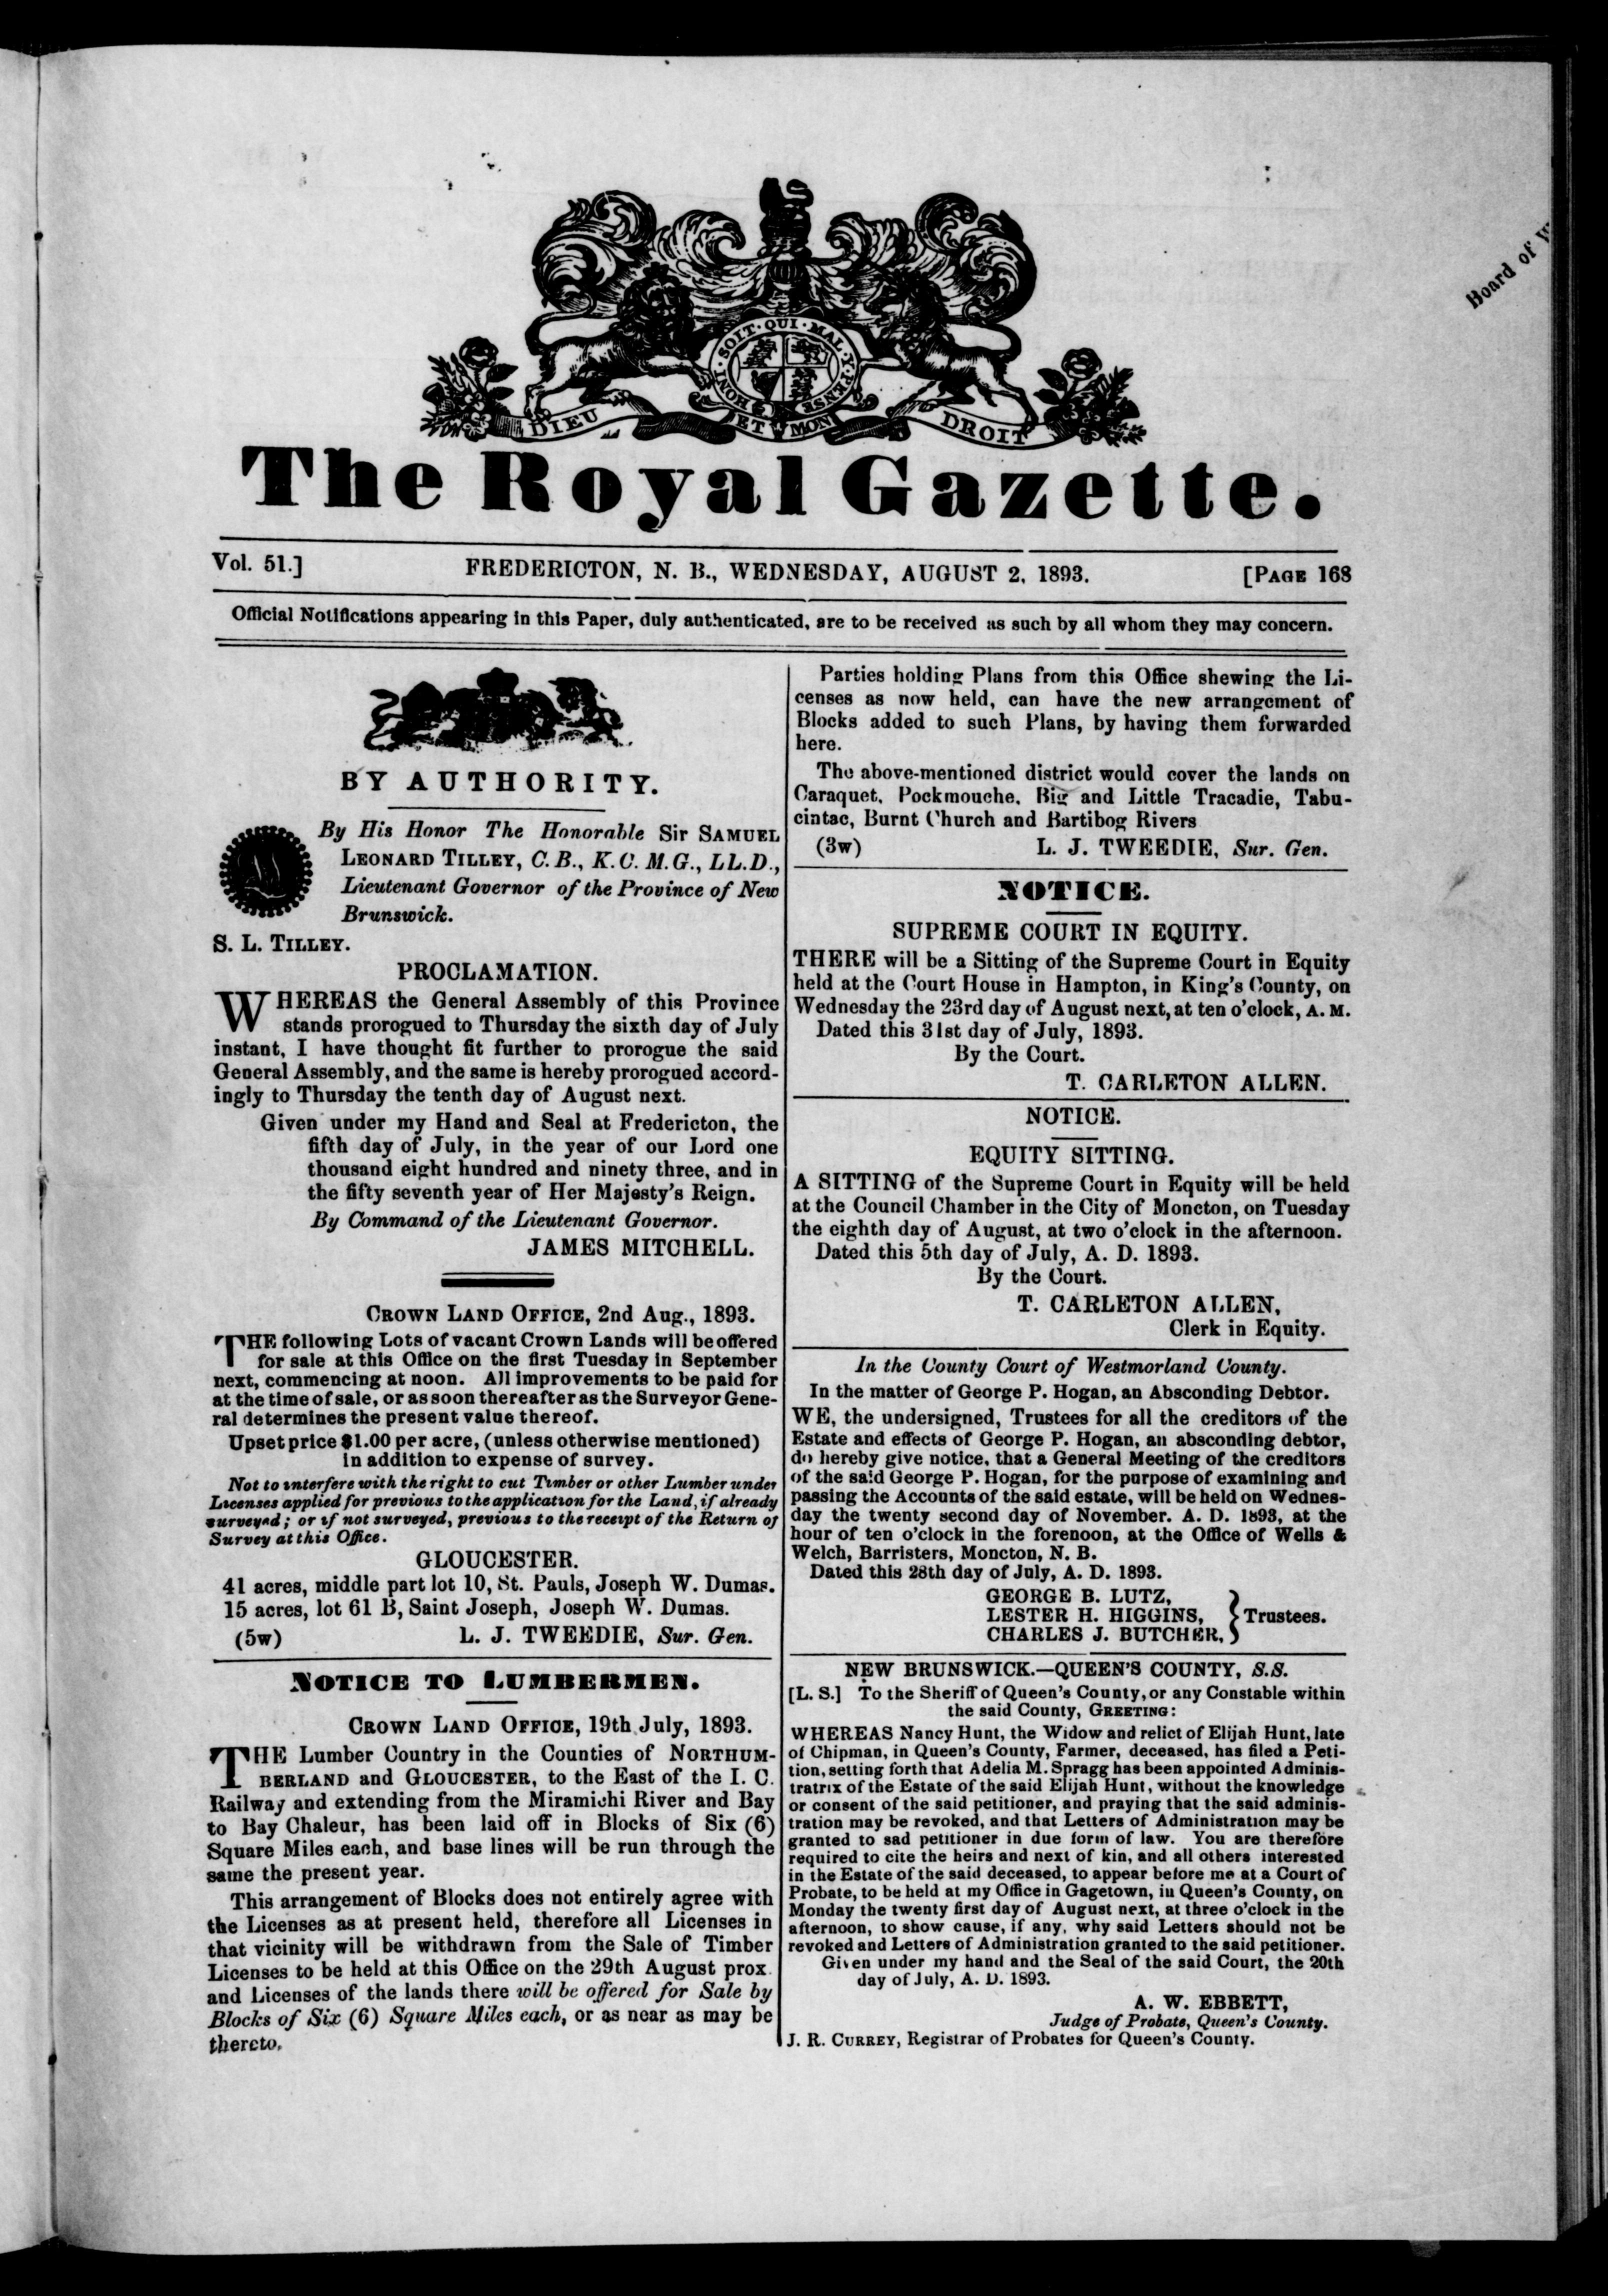 HONI · SOIT · QUI · MAL · Y · PENSE
DIEU ET MON DROIT
Board of
The Royal Gazette.
Vol. 51.] FREDERICTON, N. B., WEDNESDAY, AUGUST 2, 1893. [PAGE 168
Official Notifications appearing in this Paper, duly authenticated, are to be received as such by all whom they may concern.
BY AUTHORITY.
By His Honor The Honorable Sir SAMUEL
LEONARD TILLEY, C. B., K. C. M. G., LL.D.,
Lieutenant Governor of the Province of New
Brunswick.
S. L. TILLEY.
PROCLAMATION.
WHEREAS the General Assembly of this Province
stands prorogued to Thursday the sixth day of July
instant, I have thought fit further to prorogue the said
General Assembly, and the same is hereby prorogued accord-
ingly to Thursday the tenth day of August next.
Given under my Hand and Seal at Fredericton, the
fifth day of July, in the year of our Lord one
thousand eight hundred and ninety three, and in
the fifty seventh year of Her Majesty's Reign.
By Command of the Lieutenant Governor.
JAMES MITCHELL.
CROWN LAND OFFICE, 2nd Aug., 1893.
THE following Lots of vacant Crown Lands will be offered
for sale at this Office on the first Tuesday in September
next, commencing at noon. All improvements to be paid for
at the time of sale, or as soon thereafter as the Surveyor Gene-
ral determines the present value thereof.
Upset price $1.00 per acre, (unless otherwise mentioned)
in addition to expense of survey.
Not to interfere with the right to cut Timber or other Lumber under
Licenses applied for previous to the application for the Land, if already
surveyed; or if not surveyed, previous to the receipt of the Return of
Survey at this Office.
GLOUCESTER.
41 acres, middle part lot 10, St. Pauls, Joseph W. Dumas.
15 acres, lot 61 B, Saint Joseph, Joseph W. Dumas.
(5w) L. J. TWEEDIE, Sur. Gen.
NOTICE TO LUMBERMEN.
CROWN LAND OFFICE, 19th July, 1893.
THE Lumber Country in the Counties of NORTHUM-
BERLAND and GLOUCESTER, to the East of the I. C.
Railway and extending from the Miramichi River and Bay
to Bay Chaleur, has been laid off in Blocks of Six (6)
Square Miles each, and base lines will be run through the
same the present year.
This arrangement of Blocks does not entirely agree with
the Licenses as at present held, therefore all Licenses in
that vicinity will be withdrawn from the Sale of Timber
Licenses to be held at this Office on the 29th August prox.
and Licenses of the lands there will be offered for Sale by
Blocks of Six (6) Square Miles each, or as near as may be
thereto.
Parties holding Plans from this Office shewing the Li-
censes as now held, can have the new arrangement of
Blocks added to such Plans, by having them forwarded
here.
The above-mentioned district would cover the lands on
Caraquet, Pockmouche, Big and Little Tracadie, Tabu-
cintac, Burnt Church and Bartibog Rivers
(3w) L. J. TWEEDIE, Sur. Gen.
NOTICE.
SUPREME COURT IN EQUITY.
THERE will be a Sitting of the Supreme Court in Equity
held at the Court House in Hampton, in King's County, on
Wednesday the 23rd day of August next, at ten o'clock, A. M.
Dated this 31st day of July, 1893.
By the Court.
T. CARLETON ALLEN.
NOTICE.
EQUITY SITTING.
A SITTING of the Supreme Court in Equity will be held
at the Council Chamber in the City of Moncton, on Tuesday
the eighth day of August, at two o'clock in the afternoon.
Dated this 5th day of July, A. D. 1893.
By the Court.
T. CARLETON ALLEN,
Clerk in Equity.
In the County Court of Westmorland County.
In the matter of George P. Hogan, an Absconding Debtor.
WE, the undersigned, Trustees for all the creditors of the
Estate and effects of George P. Hogan, an absconding debtor,
do hereby give notice, that a General Meeting of the creditors
of the said George P. Hogan, for the purpose of examining and
passing the Accounts of the said estate, will be held on Wednes-
day the twenty second day of November. A. D. 1893, at the
hour of ten o'clock in the forenoon, at the Office of Wells &
Welch, Barristers, Moncton, N. B.
Dated this 28th day of July, A. D. 1893.
GEORGE B. LUTZ,
LESTER H. HIGGINS, } Trustees.
CHARLES J. BUTCHER,
NEW BRUNSWICK.—QUEEN'S COUNTY, S.S.
[L. S.] To the Sheriff of Queen's County, or any Constable within
the said County, GREETING:
WHEREAS Nancy Hunt, the Widow and relict of Elijah Hunt, late
of Chipman, in Queen's County, Farmer, deceased, has filed a Peti-
tion, setting forth that Adelia M. Spragg has been appointed Adminis-
tratrix of the Estate of the said Elijah Hunt, without the knowledge
or consent of the said petitioner, and praying that the said adminis-
tration may be revoked, and that Letters of Administration may be
granted to sad petitioner in due form of law. You are therefore
required to cite the heirs and next of kin, and all others interested
in the Estate of the said deceased, to appear before me at a Court of
Probate, to be held at my Office in Gagetown, in Queen's County, on
Monday the twenty first day of August next, at three o'clock in the
afternoon, to show cause, if any, why said Letters should not be
revoked and Letters of Administration granted to the said petitioner.
Given under my hand and the Seal of the said Court, the 20th
day of July, A. D. 1893.
A. W. EBBETT,
Judge of Probate, Queen's County.
J. R. CURREY, Registrar of Probates for Queen's County.